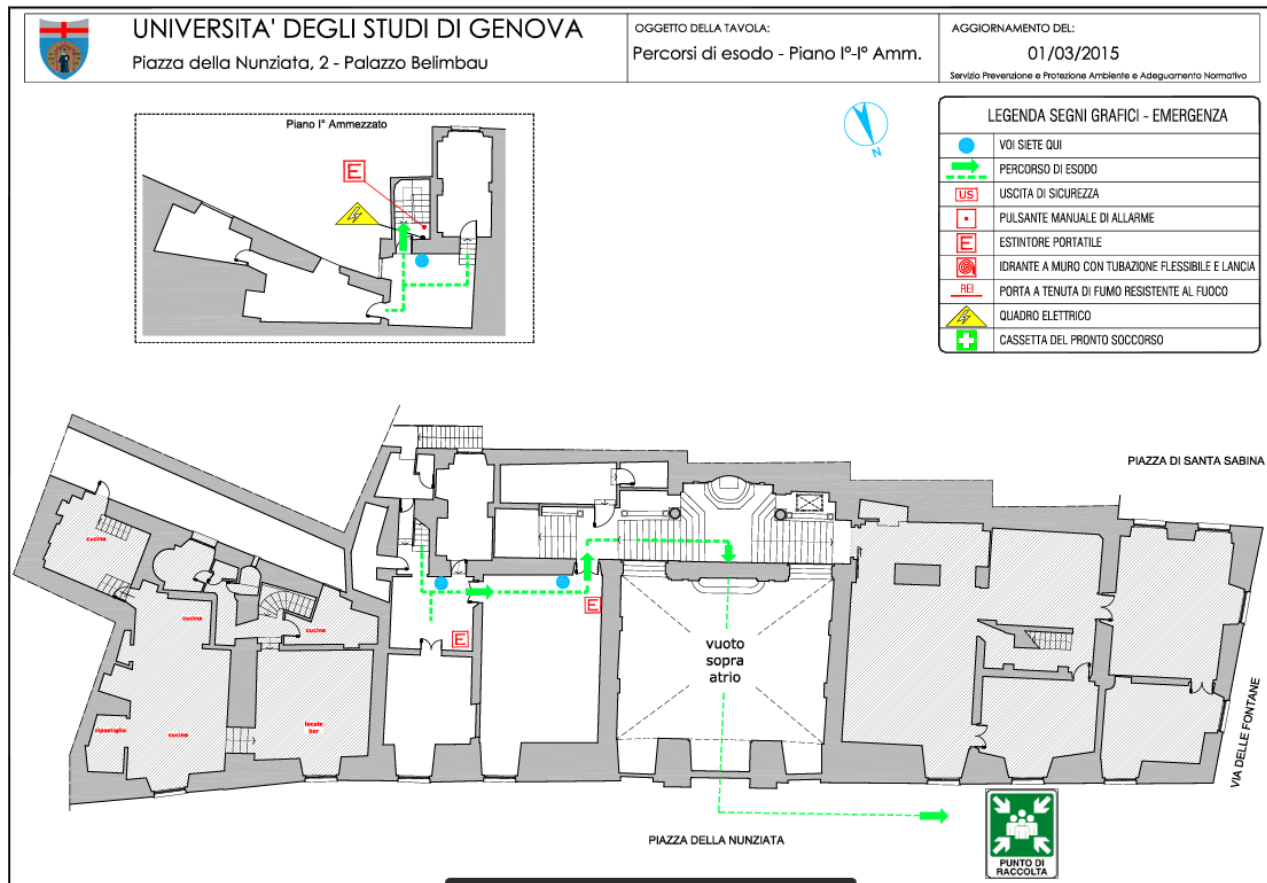 UNIVERSITA' DEGLI STUDI DI GENOVA
Piazza della Nunziata, 2 - Palazzo Belimbau
OGGETTO DELLA TAVOLA:
Percorsi di esodo - Piano I°-I° Amm.
AGGIORNAMENTO DEL:
01/03/2015
Servizio Prevenzione e Protezione Ambiente e Adeguamento Normativo
Piano I° Ammezzato
E
N
LEGENDA SEGNI GRAFICI - EMERGENZA
VOI SIETE QUI
PERCORSO DI ESODO
US USCITA DI SICUREZZA
PULSANTE MANUALE DI ALLARME
E ESTINTORE PORTATILE
IDRANTE A MURO CON TUBAZIONE FLESSIBILE E LANCIA
REI PORTA A TENUTA DI FUMO RESISTENTE AL FUOCO
QUADRO ELETTRICO
CASSETTA DEL PRONTO SOCCORSO
PIAZZA DI SANTA SABINA
cucina
cucina
cucina
E
E
vuoto
sopra
atrio
ripostiglio
cucina
locale
bar
VIA DELLE FONTANE
PIAZZA DELLA NUNZIATA
PUNTO DI
RACCOLTA